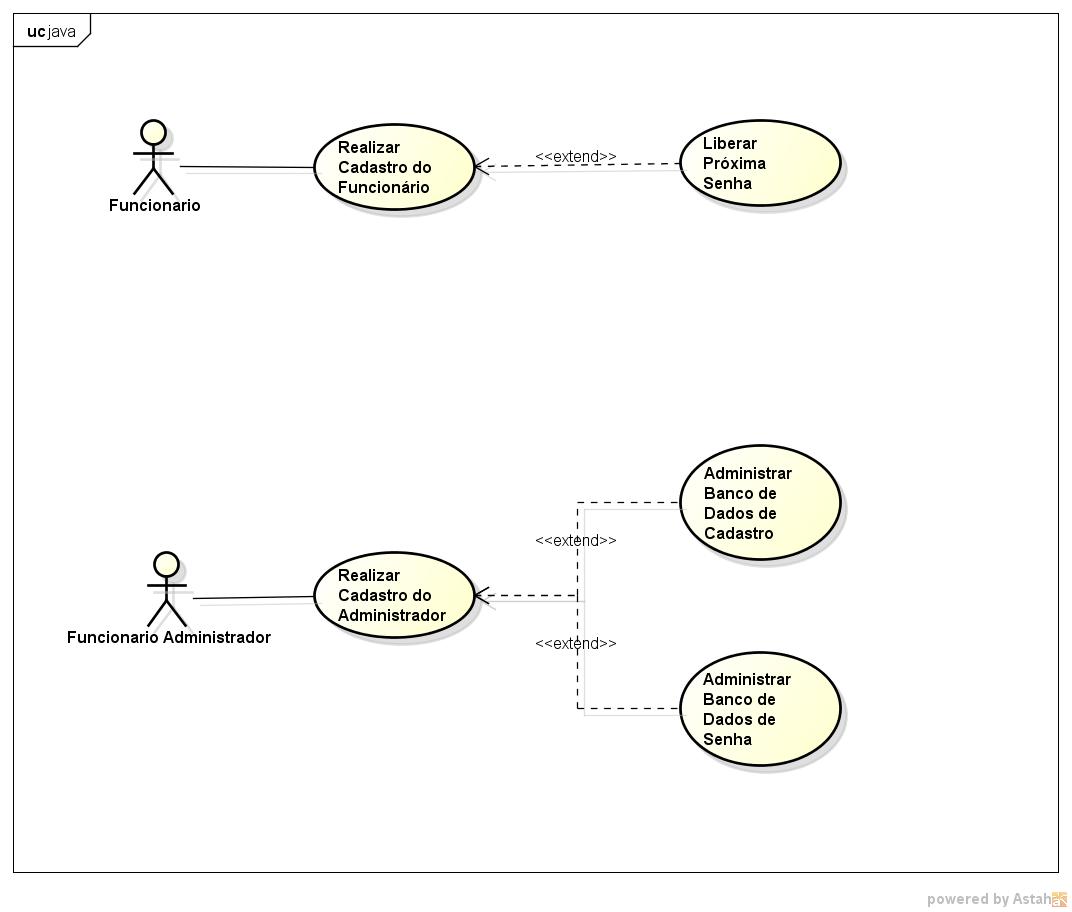 uc java
Realizar
Cadastro do
Funcionário
<<extend>>
Liberar
Próxima
Senha
Funcionario
Administrar
Banco de
Dados de
Cadastro
<<extend>>
Realizar
Cadastro do
Administrador
Funcionario Administrador
<<extend>>
Administrar
Banco de
Dados de
Senha
powered by Astah